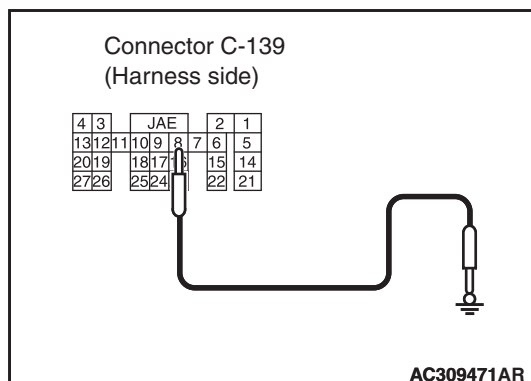 Connector C-139
(Harness side)
4 3 JAE 2 1
13 12 11 10 9 8 7 6 5
20 19 18 17 16 15 14
27 26 25 24 22 21
AC309471AR